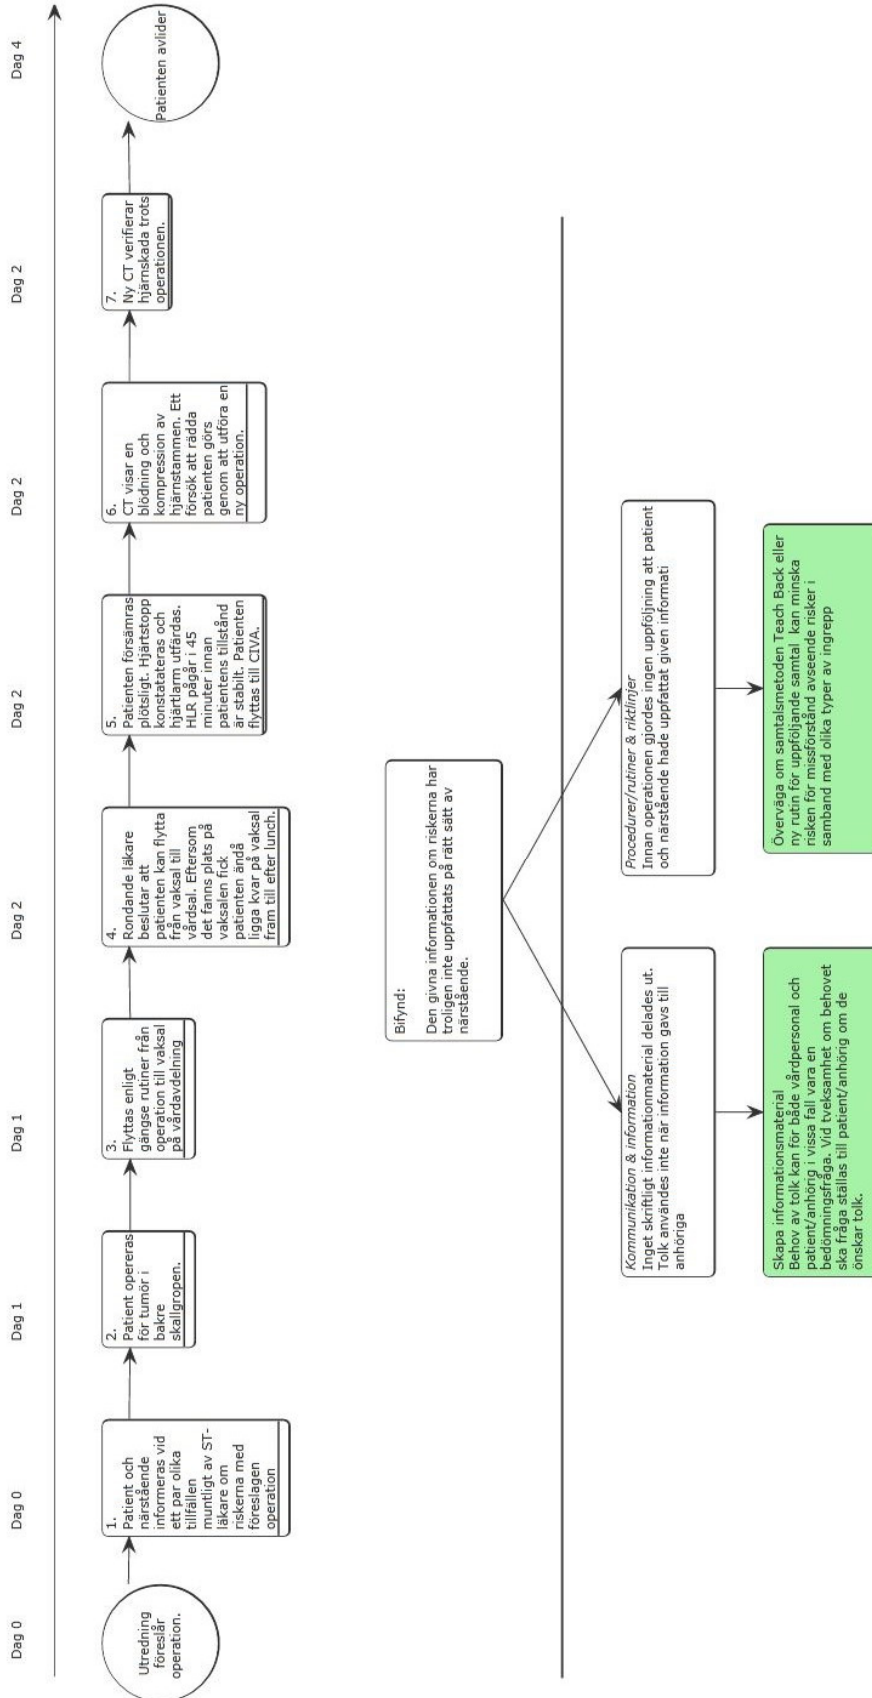 Dag 0
Dag 0
Dag 1
Dag 1
Dag 2
Dag 2
Dag 2
Dag 2
Dag 4
Utredning
föreslår
operation.
1.
Patient och
närstående
informeras vid
ett par olika
tillfällen
muntligt av ST-
läkare om
riskerna med
föreslagen
operation
2.
Patient opereras
för tumör i
bakre
skallgropen.
3.
Flyttas enligt
gängse rutiner från
operation till vaksal
på vårdavdelning
4.
Rondande läkare
beslutar att
patienten kan flytta
från vaksal till
vårdsal. Eftersom
det fanns plats på
vaksalen fick
patienten ändå
ligga kvar på vaksal
fram till efter lunch.
5.
Patienten försämras
plötsligt. Hjärtstopp
konstatateras och
hjärtlarm utfärdas.
HLR pågår i 45
minuter innan
patientens tillstånd
är stabilt. Patienten
flyttas till CIVA.
6.
CT visar en
blödning och
kompression av
hjärnstammen. Ett
försök att rädda
patienten görs
genom att utföra en
ny operation.
7.
Ny CT verifierar
hjärnskada trots
operationen.
Patienten avlider
Bifynd:
Den givna informationen om riskerna har
troligen inte uppfattats på rätt sätt av
närstående.
Kommunikation & information
Inget skriftligt informationmaterial delades ut.
Tolk användes inte när information gavs till
anhöriga
Procedurer/rutiner & riktlinjer
Innan operationen gjordes ingen uppföljning att patient
och närstående hade uppfattat given informati
Skapa informationsmaterial
Behov av tolk kan för både vårdpersonal och
patient/anhörig i vissa fall vara en
bedömningsfråga. Vid tveksamhet om behovet
ska fråga ställas till patient/anhörig om de
önskar tolk.
Överväga om samtalsmetoden Teach Back eller
ny rutin för uppföljande samtal kan minska
risken för missförstånd avseende risker i
samband med olika typer av ingrepp